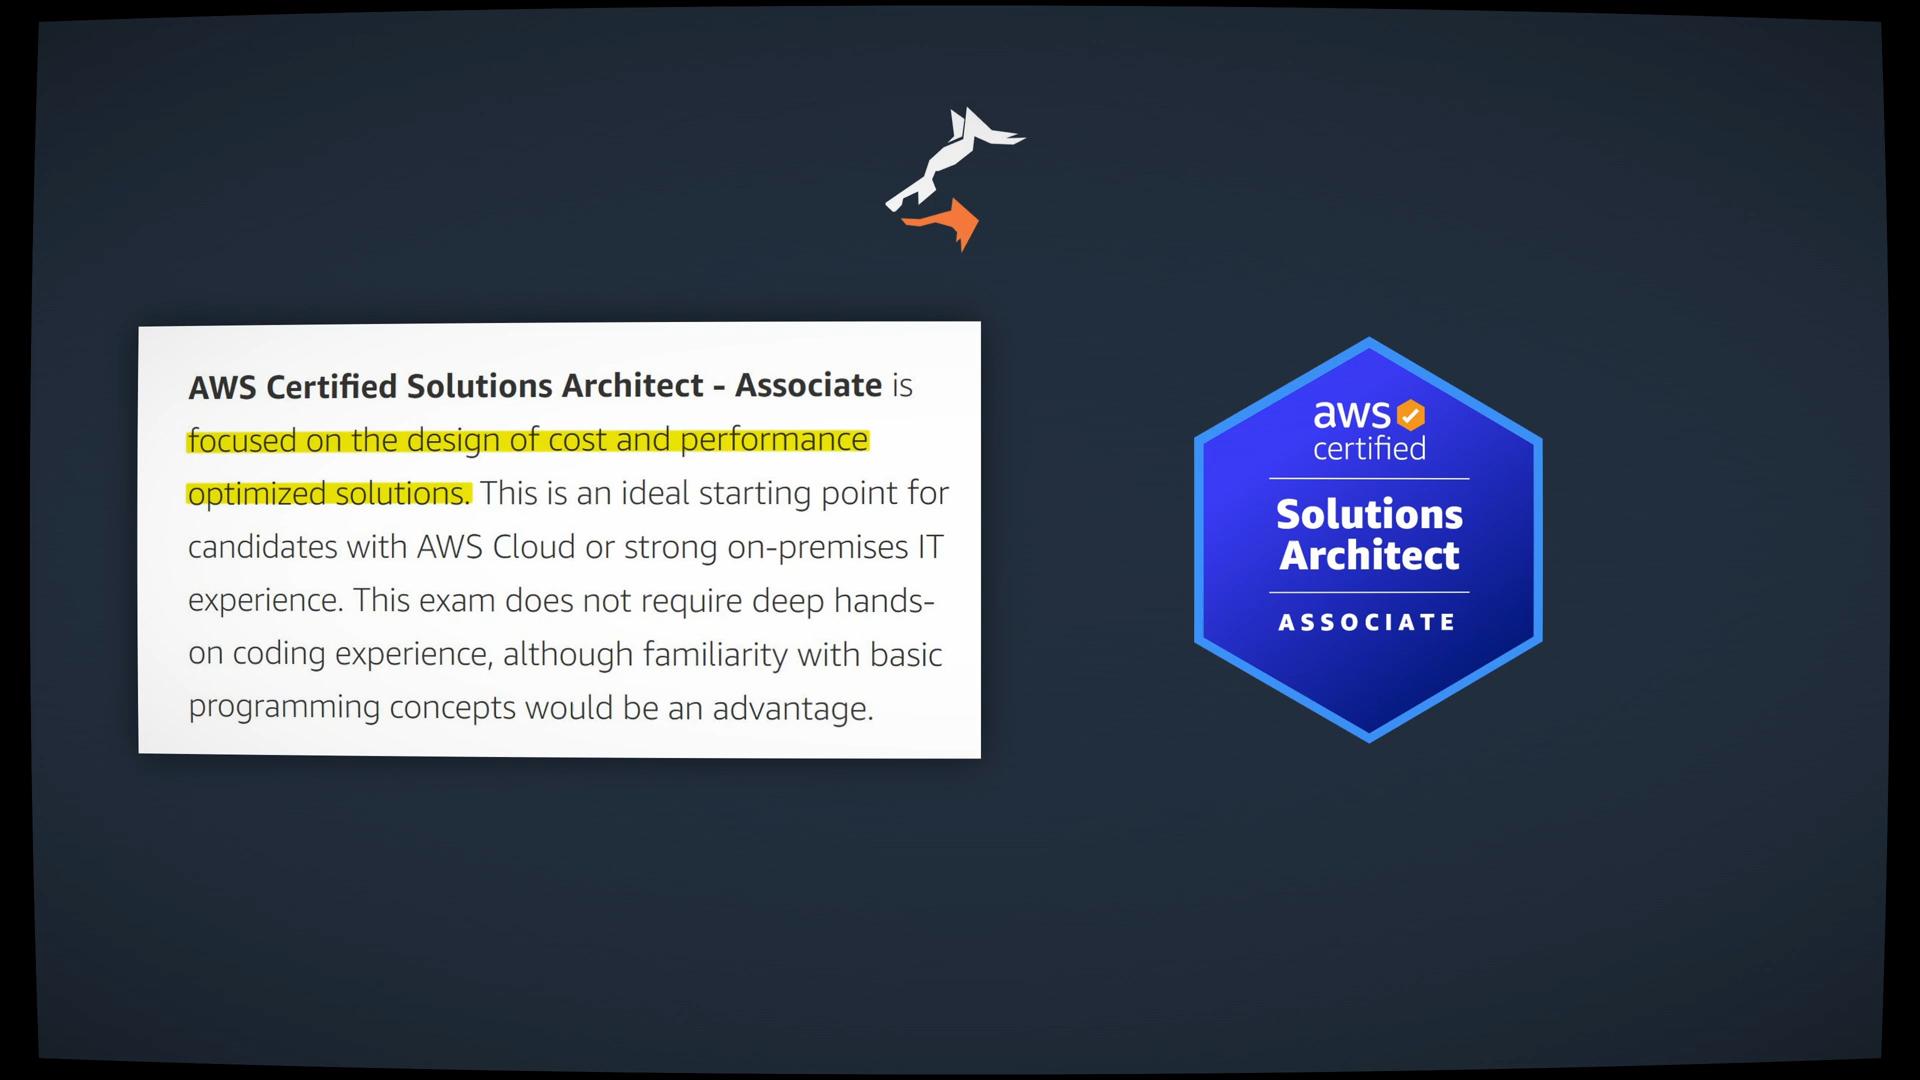 AWS Certified Solutions Architect - Associate is
focused on the design of cost and performance
optimized solutions. This is an ideal starting point for
candidates with AWS Cloud or strong on-premises IT
experience. This exam does not require deep hands-
on coding experience, although familiarity with basic
programming concepts would be an advantage.
aws
certified
Solutions
Architect
ASSOCIATE